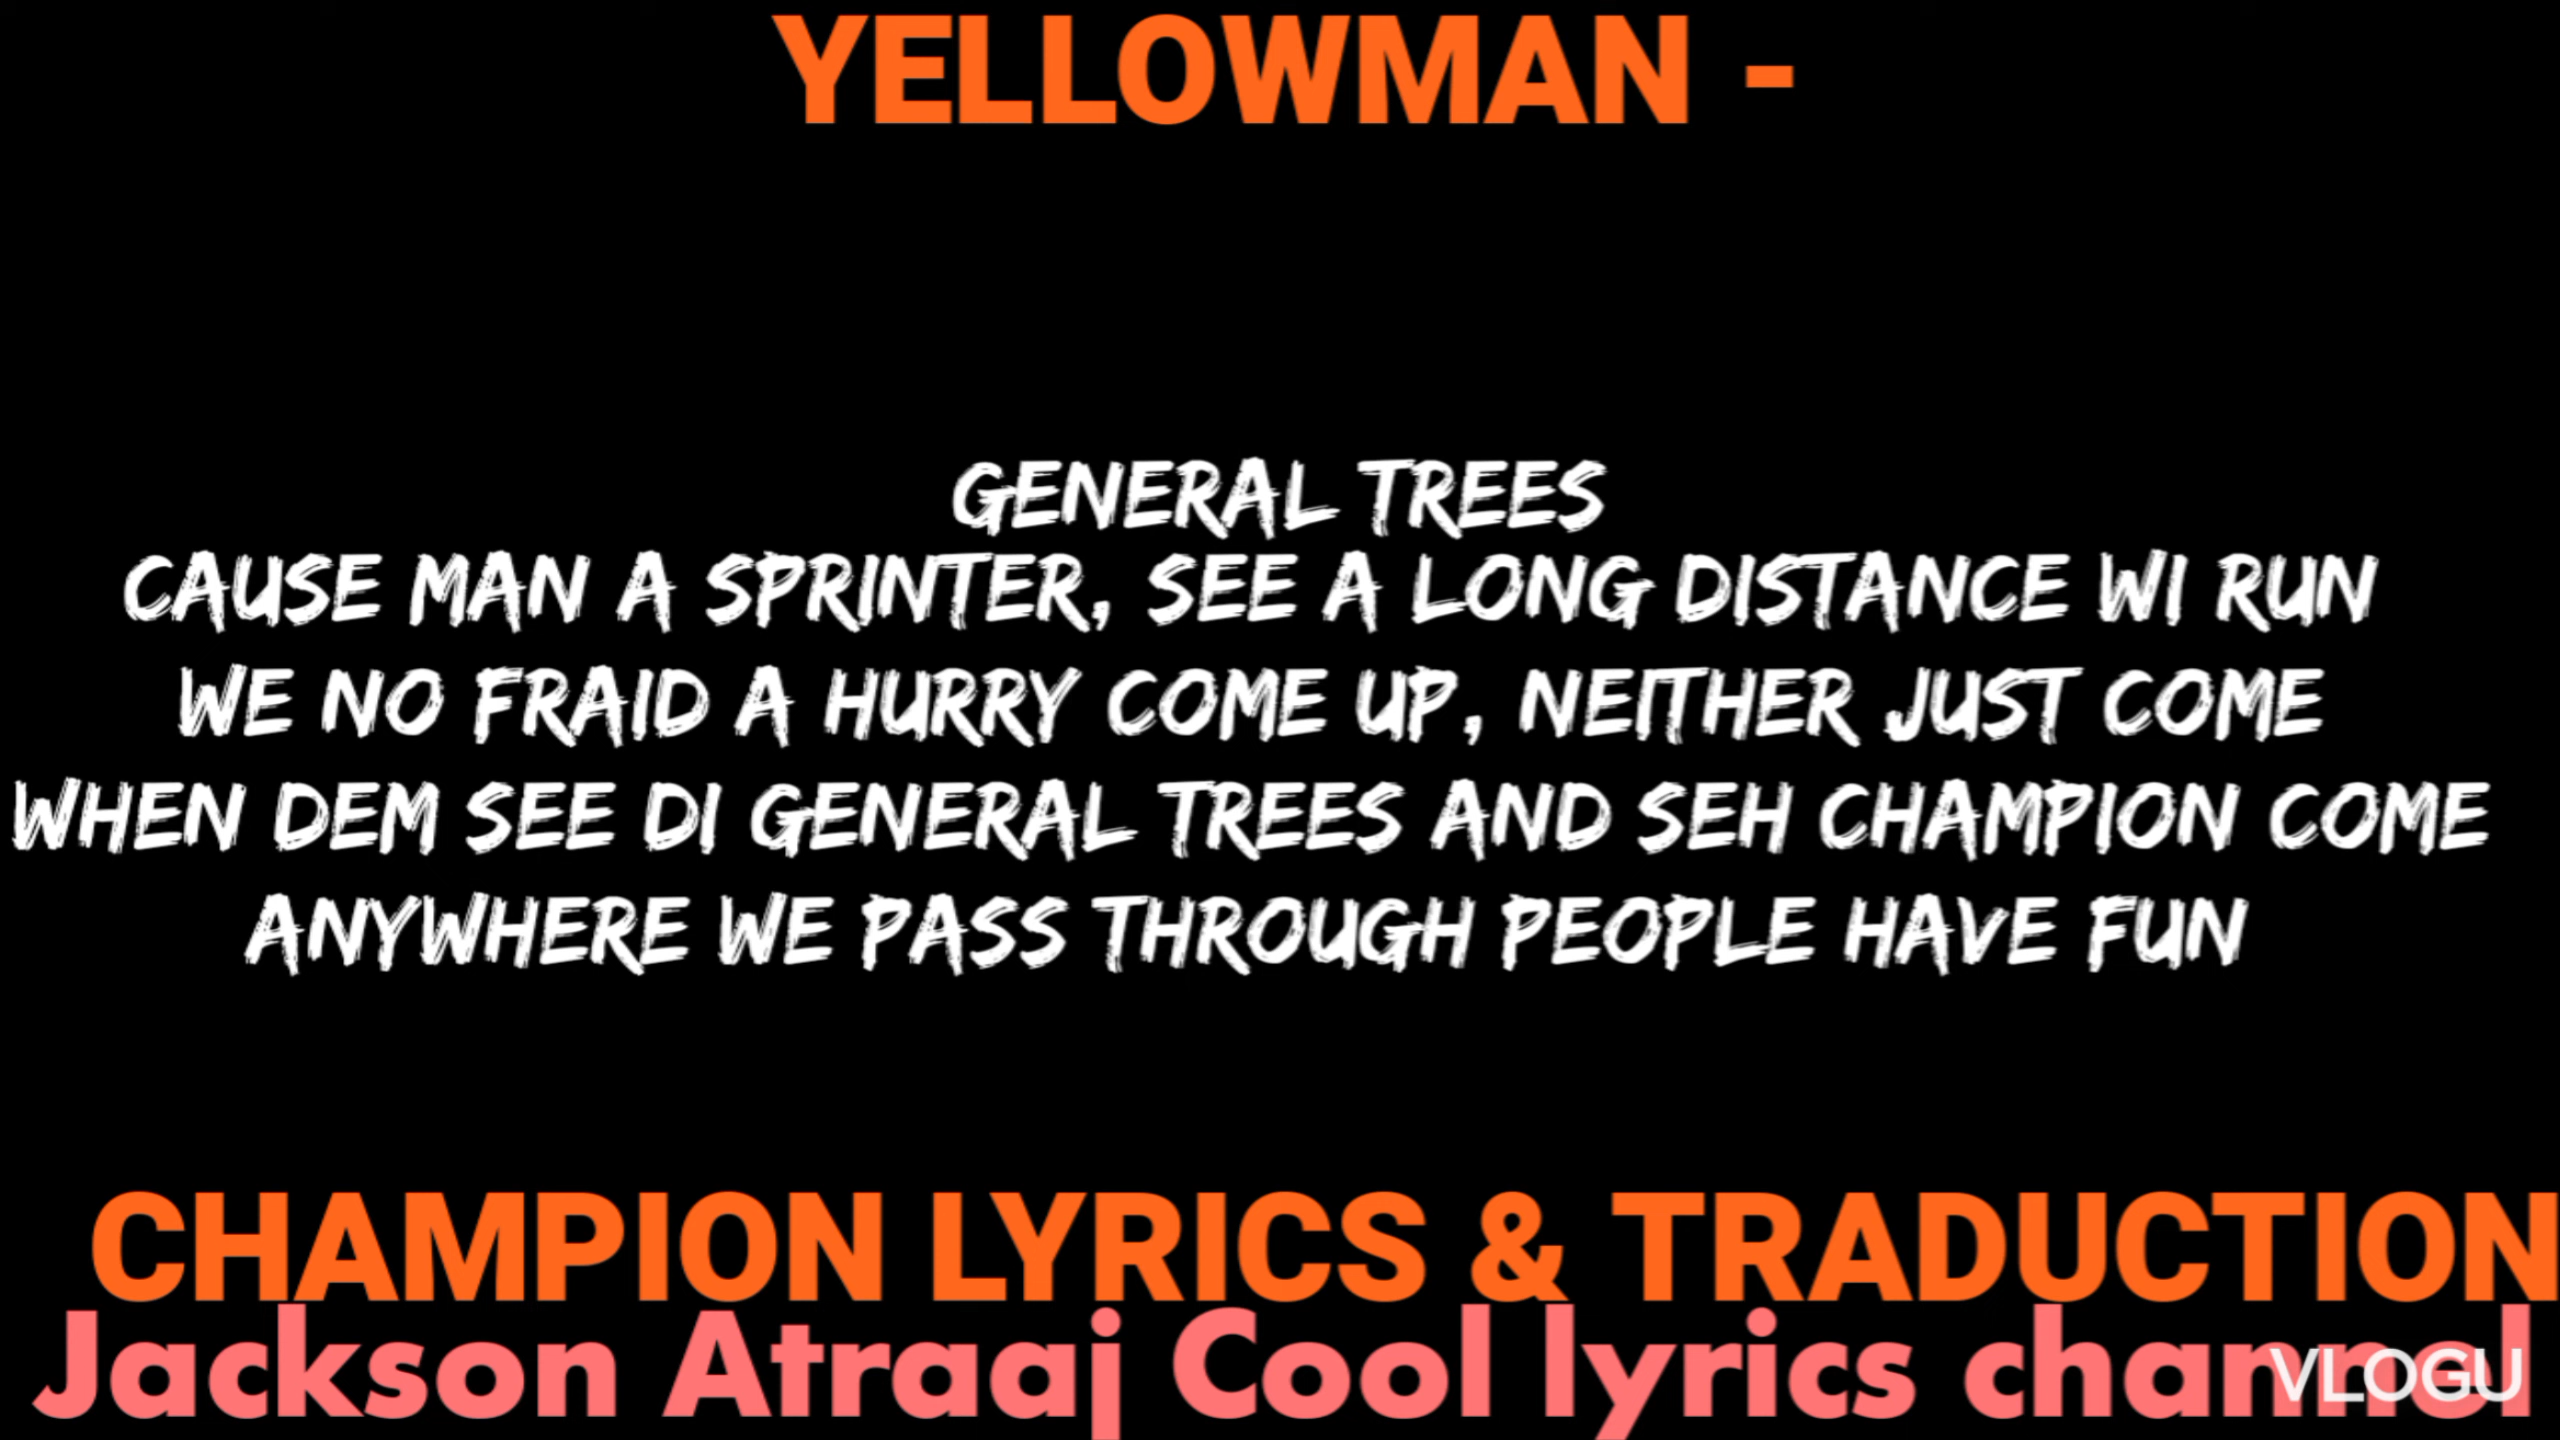 YELLOWMAN -
GENERAL TREES
CAUSE MAN A SPRINTER, SEE A LONG DISTANCE WI RUN
WE NO FRAID A HURRY COME UP, NEITHER JUST COME
WHEN DEM SEE DI GENERAL TREES AND SEH CHAMPION COME
ANYWHERE WE PASS THROUGH PEOPLE HAVE FUN
CHAMPION LYRICS & TRADUCTION
Jackson Atraaj Cool lyrics channel
VLOGU